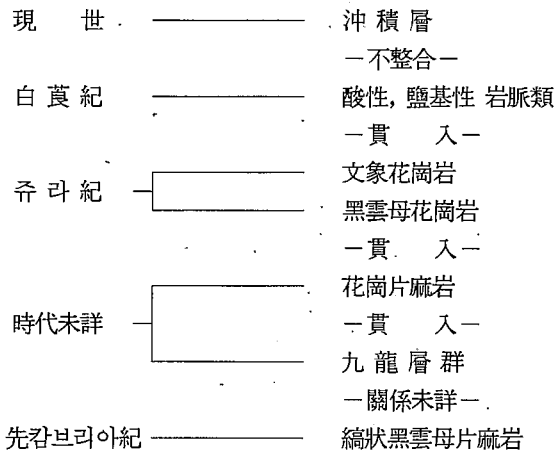 現 世 沖積層
－不整合－
白莨紀 酸性, 鹽基性 岩脈類
－貫 入－
쥬라紀 文象花崗岩
黑雲母花崗岩
－貫 入－
花崗片麻岩
時代未詳 －貫 入－
九龍層群
－關係未詳－
先캄브리아紀 縞狀黑雲母片麻岩